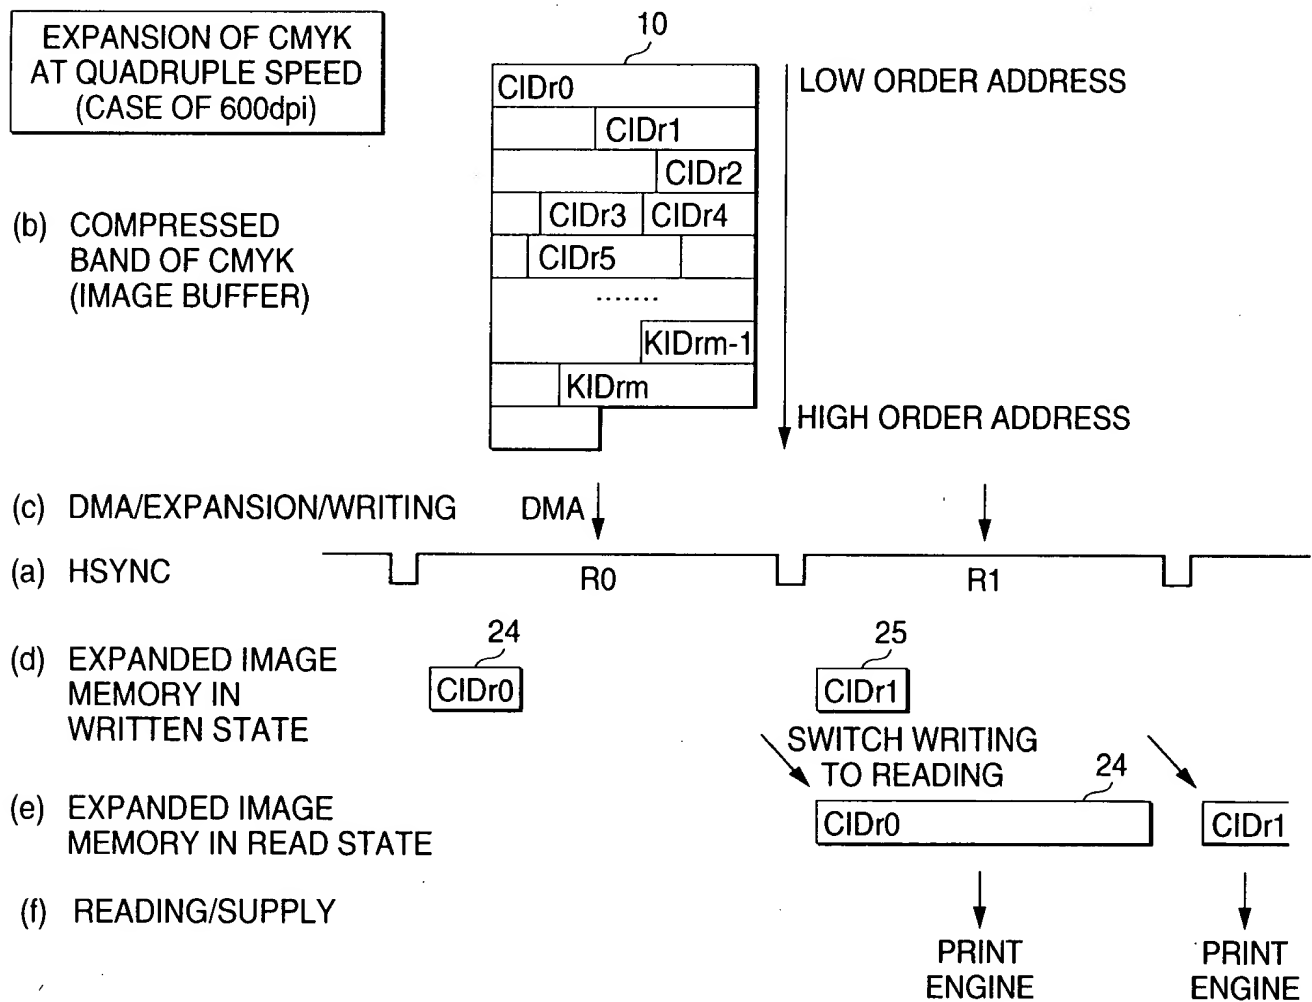 EXPANSION OF CMYK
AT QUADRUPLE SPEED
(CASE OF 600dpi)
10
CIDr0
LOW ORDER ADDRESS
CIDr1
CIDr2
(b) COMPRESSED
BAND OF CMYK
(IMAGE BUFFER)
CIDr3 CIDr4
CIDr5
.......
KIDrm-1
KIDrm
HIGH ORDER ADDRESS
(c) DMA/EXPANSION/WRITING DMA
(a) HSYNC R0 R1
(d) EXPANDED IMAGE
MEMORY IN
WRITTEN STATE
24
CIDr0
25
CIDr1
SWITCH WRITING
TO READING
(e) EXPANDED IMAGE
MEMORY IN READ STATE
24
CIDr0
CIDr1
(f) READING/SUPPLY
PRINT
ENGINE
PRINT
ENGINE